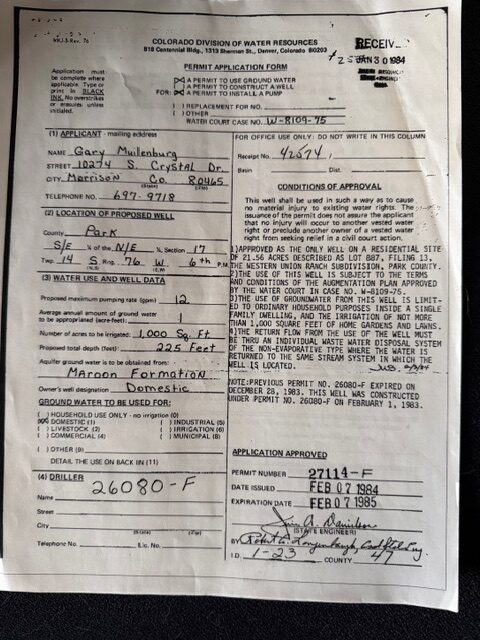 WRJ-5-Rev. 76
COLORADO DIVISION OF WATER RESOURCES
818 Centennial Bldg., 1313 Sherman St., Denver, Colorado 80203
RECEIV
JAN 30 1984
PERMIT APPLICATION FORM
Application must
be complete where
applicable. Type or
print in BLACK
INK. No overstrikes
or erasures unless
initialed.
(X) A PERMIT TO USE GROUND WATER
(X) A PERMIT TO CONSTRUCT A WELL
FOR: (X) A PERMIT TO INSTALL A PUMP
( ) REPLACEMENT FOR NO.
( ) OTHER
WATER COURT CASE NO. W-8109-75
(1) APPLICANT - mailing address
NAME Gary Muilenburg
STREET 10274 S. Crystal Dr.
CITY Morrison Co. 80465
(State) (Zip)
TELEPHONE NO. 697-9718
(2) LOCATION OF PROPOSED WELL
County Park
S/E ¼ of the N/E ¼, Section 17
Twp. 14 S, Rng. 76 W, 6th P.M.
(N,S) (E,W)
(3) WATER USE AND WELL DATA
Proposed maximum pumping rate (gpm) 12
Average annual amount of ground water
to be appropriated (acre-feet): 1
Number of acres to be irrigated: 1,000 Sq. Ft
Proposed total depth (feet): 225 Feet
Aquifer ground water is to be obtained from:
Maroon Formation
Owner's well designation Domestic
GROUND WATER TO BE USED FOR:
( ) HOUSEHOLD USE ONLY - no irrigation (0)
(X) DOMESTIC (1) ( ) INDUSTRIAL (5)
( ) LIVESTOCK (2) ( ) IRRIGATION (6)
( ) COMMERCIAL (4) ( ) MUNICIPAL (8)
( ) OTHER (9)
DETAIL THE USE ON BACK IN (11)
(4) DRILLER
26080-F
Name
Street
City
(State) (Zip)
Telephone No. Lic. No.
FOR OFFICE USE ONLY: DO NOT WRITE IN THIS COLUMN
Receipt No. 42574
Basin Dist.
CONDITIONS OF APPROVAL
This well shall be used in such a way as to cause
no material injury to existing water rights. The
issuance of the permit does not assure the applicant
that no injury will occur to another vested water
right or preclude another owner of a vested water
right from seeking relief in a civil court action.
1)APPROVED AS THE ONLY WELL ON A RESIDENTIAL SITE
OF 21.56 ACRES DESCRIBED AS LOT 887, FILING 13,
THE WESTERN UNION RANCH SUBDIVISION, PARK COUNTY.
2)THE USE OF THIS WELL IS SUBJECT TO THE TERMS
AND CONDITIONS OF THE AUGMENTATION PLAN APPROVED
BY THE WATER COURT IN CASE NO. W-8109-75.
3)THE USE OF GROUNDWATER FROM THIS WELL IS LIMIT-
ED TO ORDINARY HOUSEHOLD PURPOSES INSIDE A SINGLE
FAMILY DWELLING, AND THE IRRIGATION OF NOT MORE
THAN 1,000 SQUARE FEET OF HOME GARDENS AND LAWNS.
4)THE RETURN FLOW FROM THE USE OF THE WELL MUST
BE THRU AN INDIVIDUAL WASTE WATER DISPOSAL SYSTEM
OF THE NON-EVAPORATIVE TYPE WHERE THE WATER IS
RETURNED TO THE SAME STREAM SYSTEM IN WHICH THE
WELL IS LOCATED.
NOTE:PREVIOUS PERMIT NO. 26080-F EXPIRED ON
DECEMBER 28, 1983. THIS WELL WAS CONSTRUCTED
UNDER PERMIT NO. 26080-F ON FEBRUARY 1, 1983.
APPLICATION APPROVED
PERMIT NUMBER 27114-F
DATE ISSUED FEB 07 1984
EXPIRATION DATE FEB 07 1985
(STATE ENGINEER)
BY
I.D. 1-23 COUNTY 47